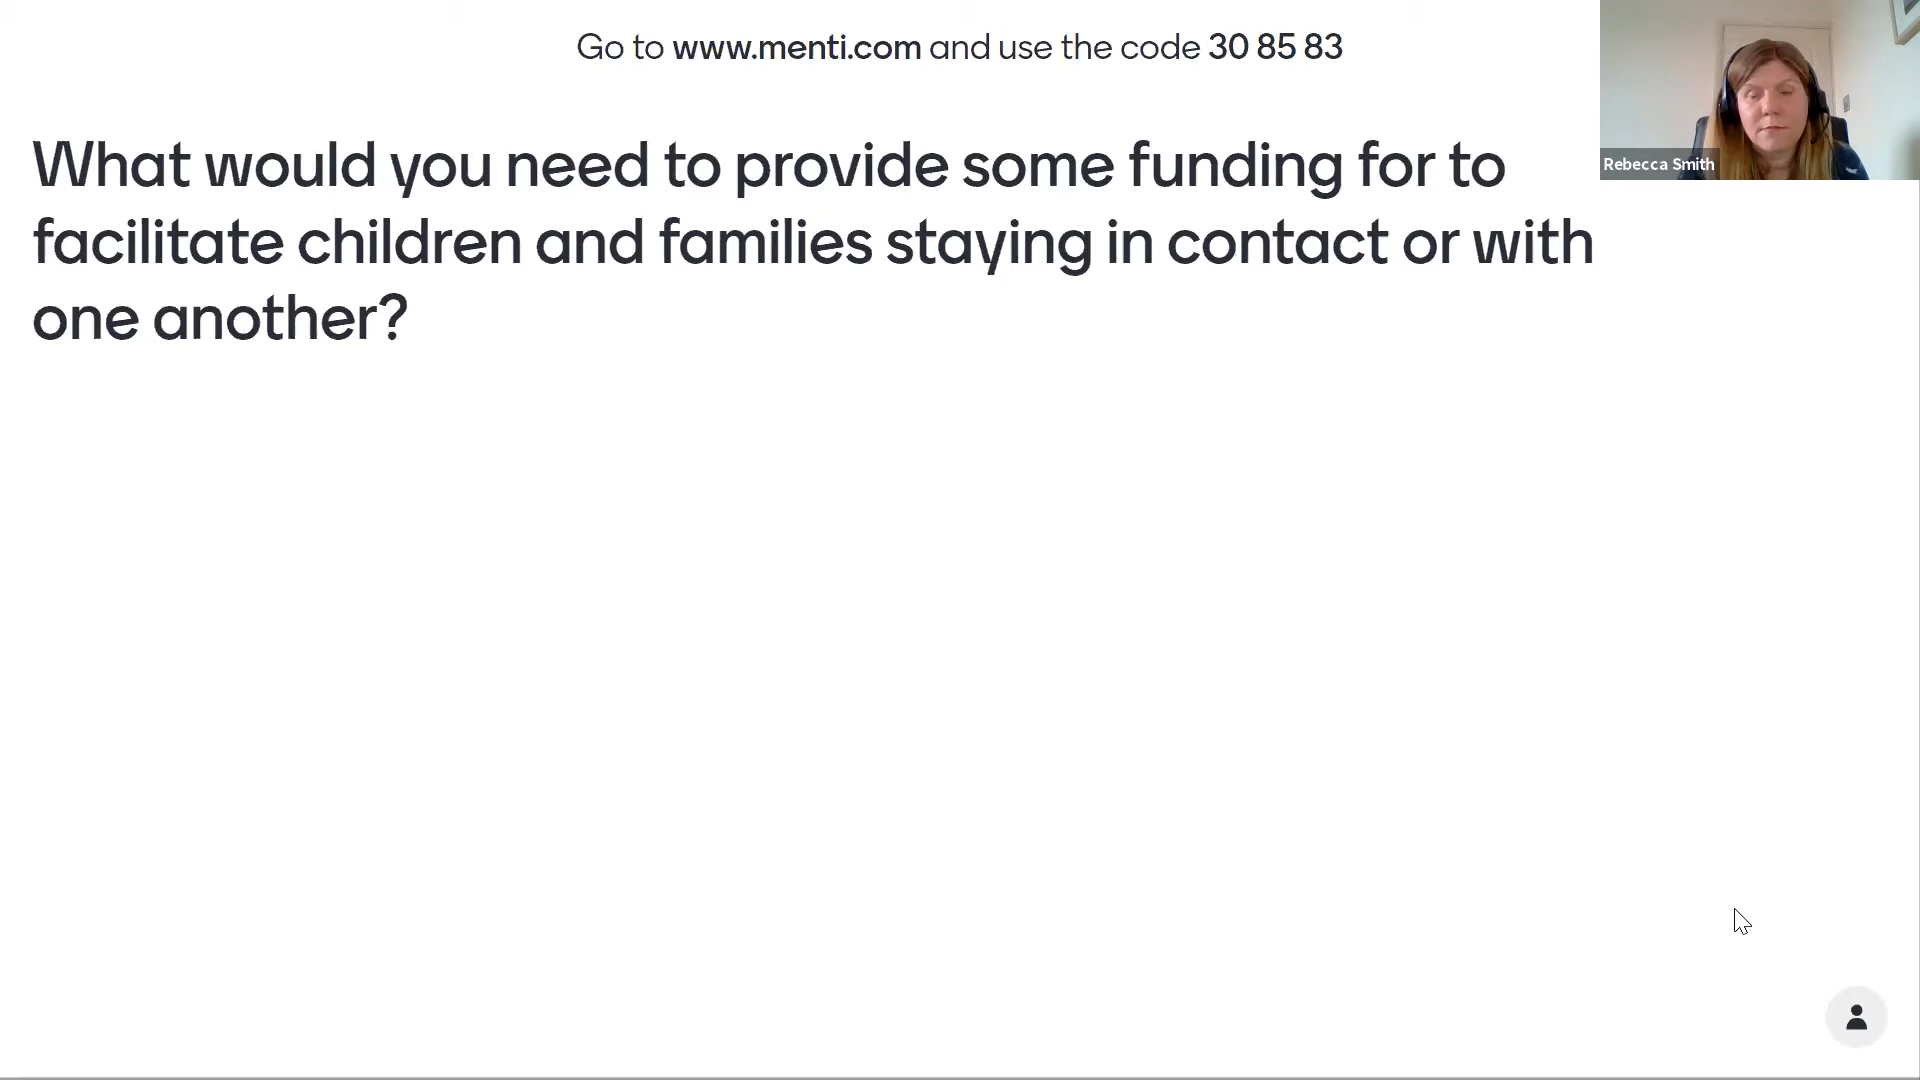 Go to www.menti.com and use the code 30 85 83
What would you need to provide some funding for to
facilitate children and families staying in contact or with
one another?
Rebecca Smith